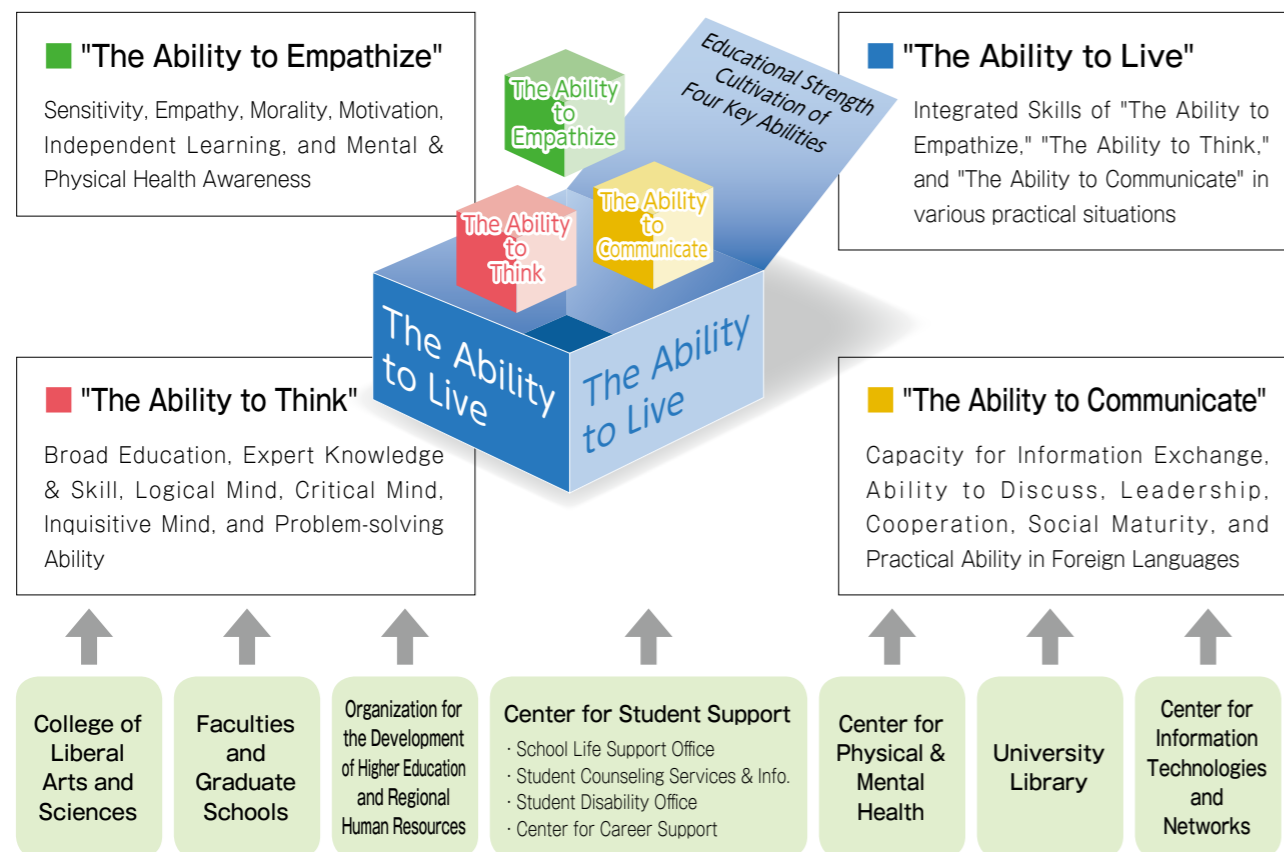 "The Ability to Empathize"
Sensitivity, Empathy, Morality, Motivation,
Independent Learning, and Mental &
Physical Health Awareness
The Ability
to
Empathize
Educational Strength
Cultivation of
Four Key Abilities
"The Ability to Live"
Integrated Skills of "The Ability to
Empathize," "The Ability to Think,"
and "The Ability to Communicate" in
various practical situations
The Ability
to
Think
The Ability
to
Communicate
The Ability
to Live
The Ability
to Live
"The Ability to Think"
Broad Education, Expert Knowledge
& Skill, Logical Mind, Critical Mind,
Inquisitive Mind, and Problem-solving
Ability
"The Ability to Communicate"
Capacity for Information Exchange,
Ability to Discuss, Leadership,
Cooperation, Social Maturity, and
Practical Ability in Foreign Languages
College of
Liberal
Arts and
Sciences
Faculties
and
Graduate
Schools
Organization for
the Development
of Higher Education
and Regional
Human Resources
Center for Student Support
· School Life Support Office
· Student Counseling Services & Info.
· Student Disability Office
· Center for Career Support
Center for
Physical &
Mental
Health
University
Library
Center for
Information
Technologies
and
Networks